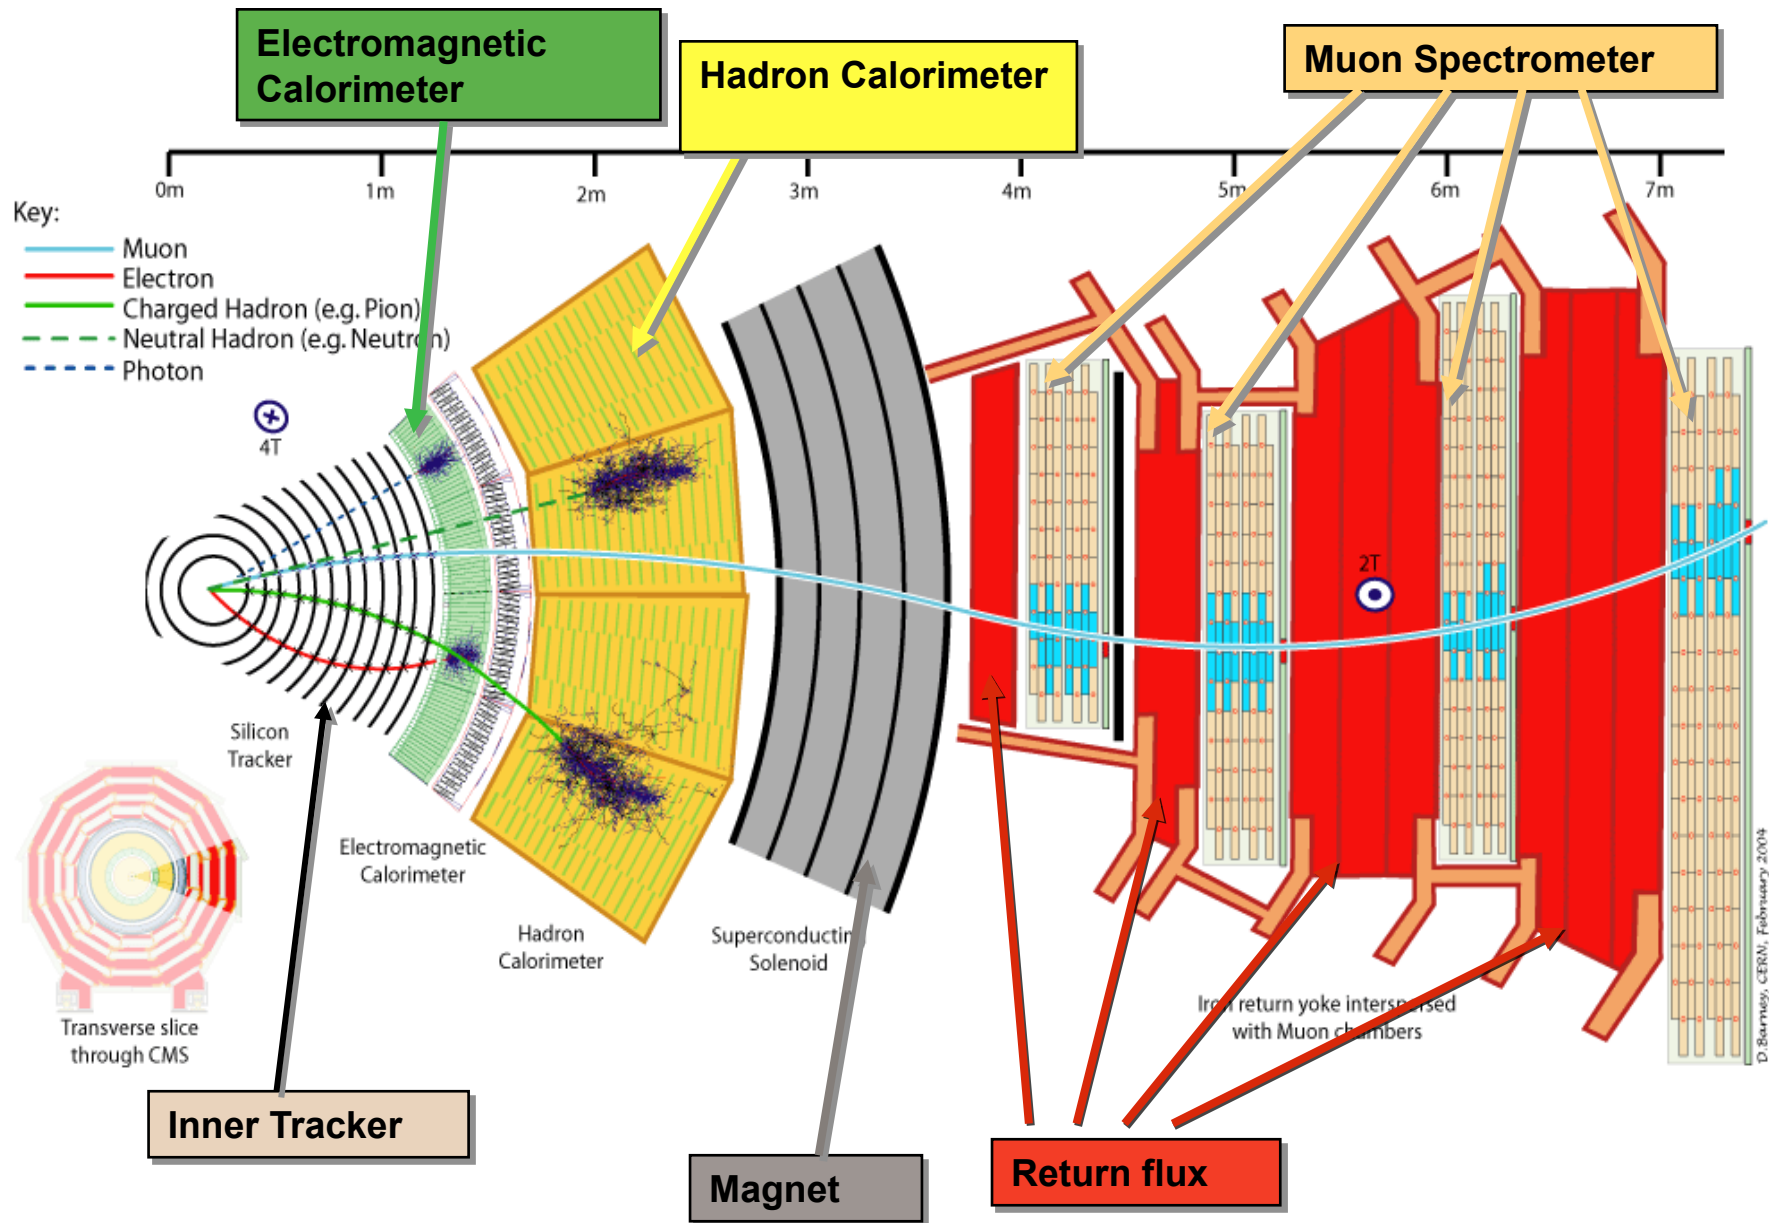 Electromagnetic
Calorimeter
Hadron Calorimeter
Muon Spectrometer
0m
1m
2m
3m
4m
5m
6m
7m
Key:
Muon
Electron
Charged Hadron (e.g. Pion)
Neutral Hadron (e.g. Neutron)
Photon
4T
2T
Silicon
Tracker
Electromagnetic
Calorimeter
Hadron
Calorimeter
Superconducting
Solenoid
Iron return yoke interspersed
with Muon chambers
Transverse slice
through CMS
D.Barney, CERN, February 2004
Inner Tracker
Magnet
Return flux